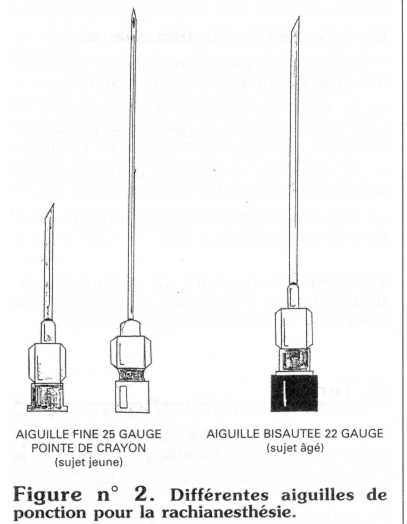 AIGUILLE FINE 25 GAUGE
POINTE DE CRAYON
(sujet jeune)
AIGUILLE BISAUTEE 22 GAUGE
(sujet âgé)
Figure n° 2. Différentes aiguilles de
ponction pour la rachianesthésie.